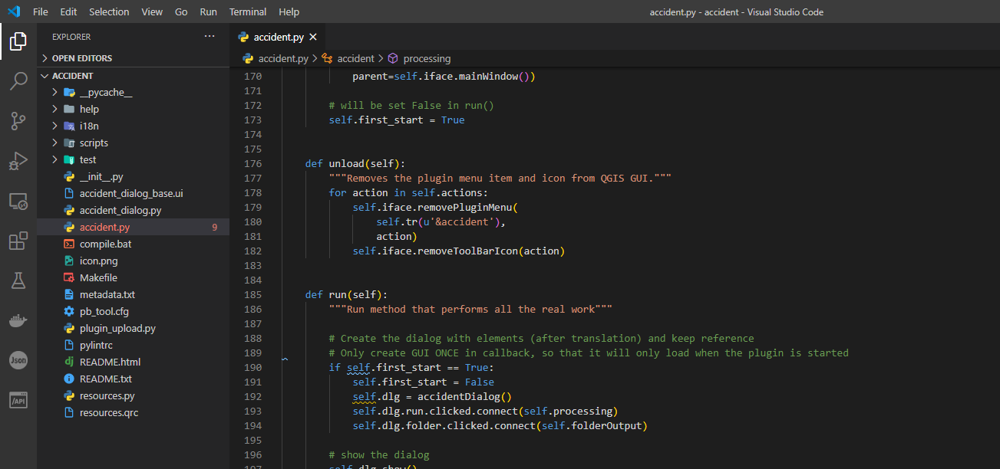 File Edit Selection View Go Run Terminal Help accident.py - accident - Visual Studio Code
EXPLORER ...
OPEN EDITORS
ACCIDENT
__pycache__
help
i18n
scripts
test
__init__.py
accident_dialog_base.ui
accident_dialog.py
accident.py 9
compile.bat
icon.png
Makefile
metadata.txt
pb_tool.cfg
plugin_upload.py
pylintrc
README.html
README.txt
resources.py
resources.qrc
Json
/API
accident.py
accident.py > accident > processing
170 parent=self.iface.mainWindow())
171
172 # will be set False in run()
173 self.first_start = True
174
175
176 def unload(self):
177 """Removes the plugin menu item and icon from QGIS GUI."""
178 for action in self.actions:
179 self.iface.removePluginMenu(
180 self.tr(u'&accident'),
181 action)
182 self.iface.removeToolBarIcon(action)
183
184
185 def run(self):
186 """Run method that performs all the real work"""
187
188 # Create the dialog with elements (after translation) and keep reference
189 # Only create GUI ONCE in callback, so that it will only load when the plugin is started
190 if self.first_start == True:
191 self.first_start = False
192 self.dlg = accidentDialog()
193 self.dlg.run.clicked.connect(self.processing)
194 self.dlg.folder.clicked.connect(self.folderOutput)
195
196 # show the dialog
197 self.dlg.show()